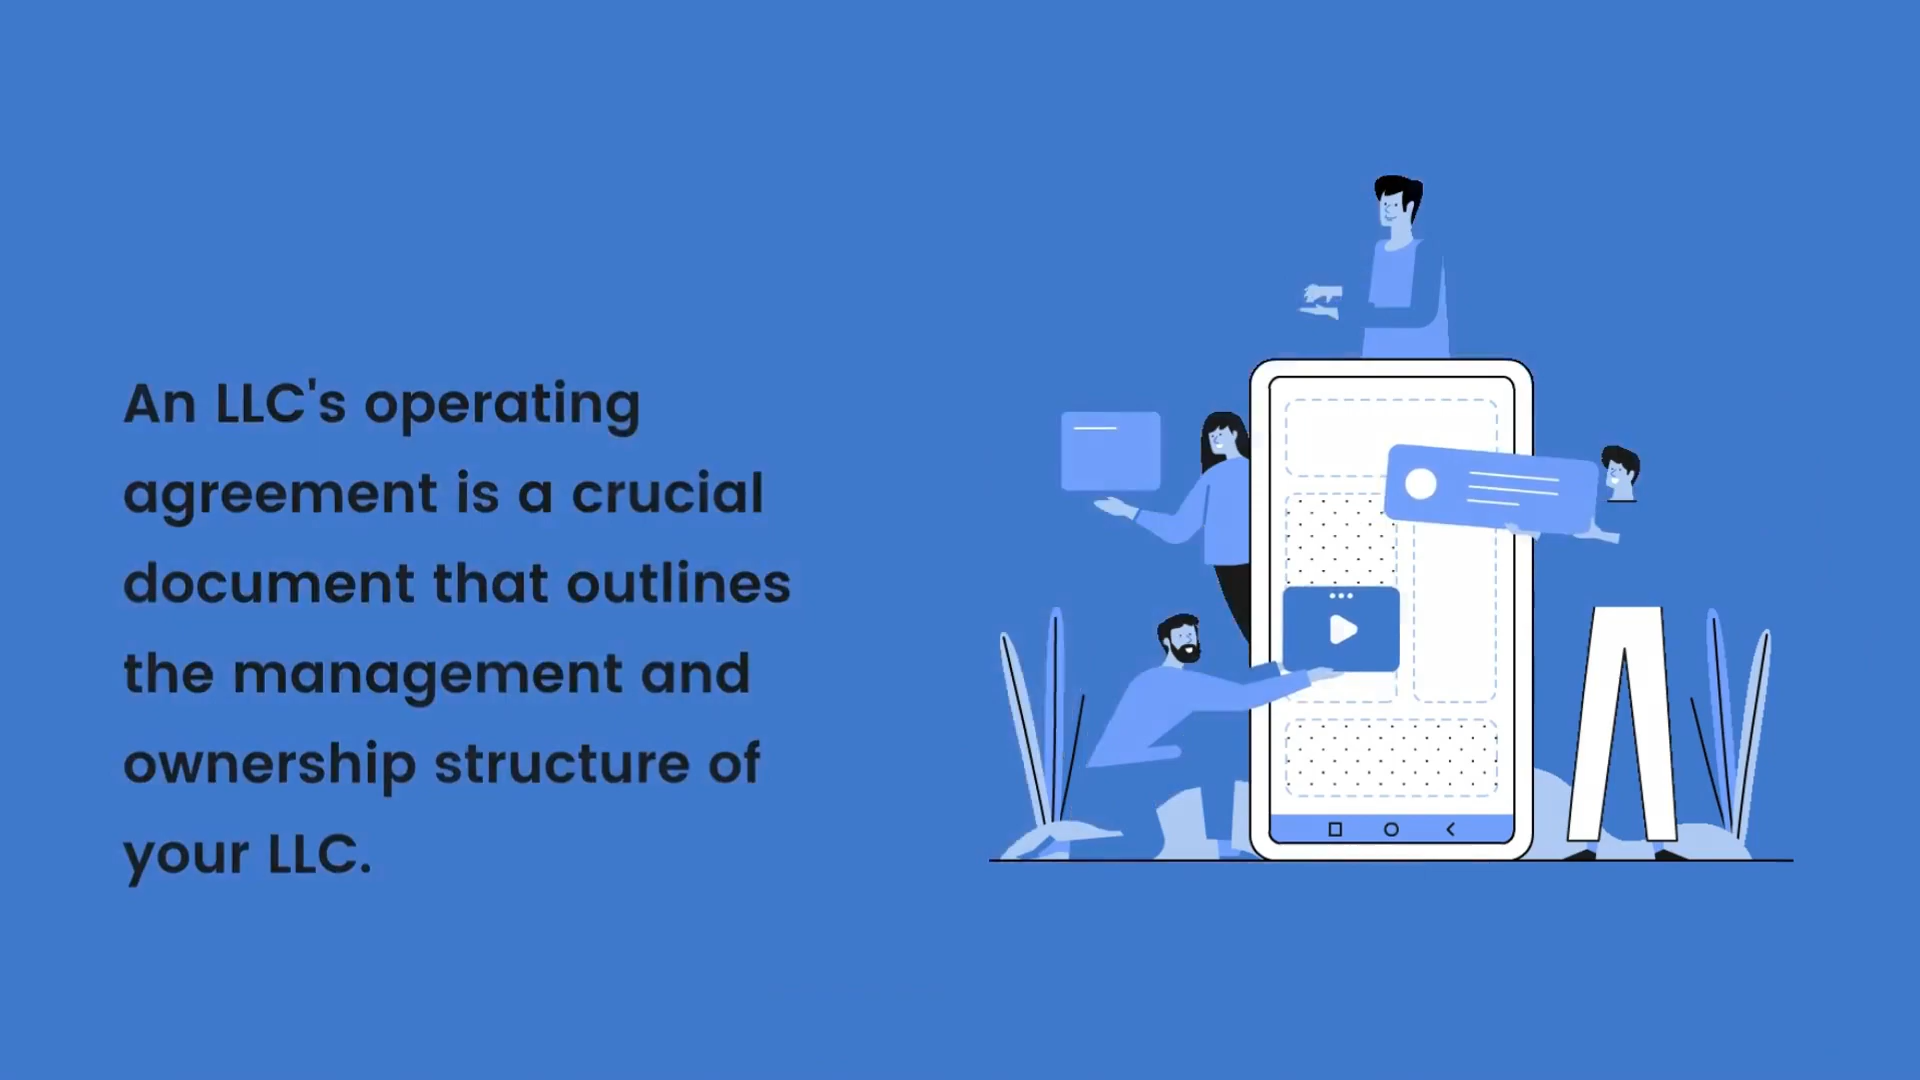 An LLC's operating
agreement is a crucial
document that outlines
the management and
ownership structure of
your LLC.